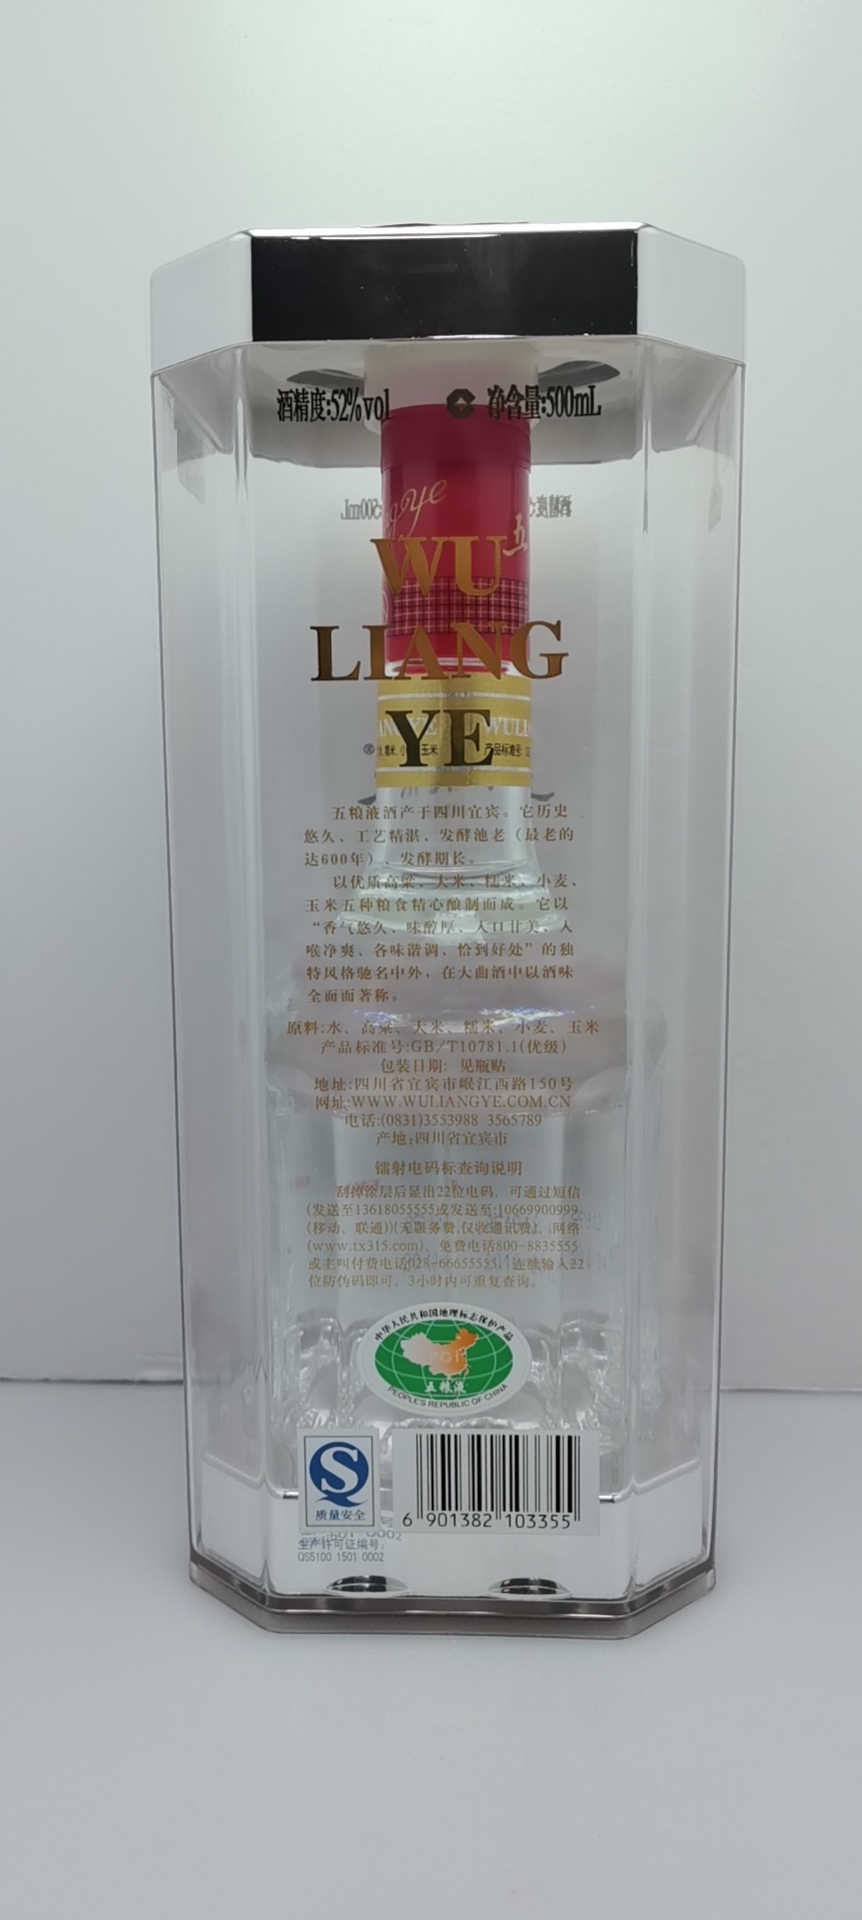 酒精度:52%vol 净含量:500mL
ye
五
WU
LIANG
YE
产品标准号:
五粮液酒产于四川宜宾。它历史
悠久、工艺精湛、发酵池老（最老的
达600年）、发酵期长。
以优质高粱、大米、糯米、小麦、
玉米五种粮食精心酿制而成。它以
“香气悠久、味醇厚、入口甘美、入
喉净爽、各味谐调、恰到好处”的独
特风格驰名中外，在大曲酒中以酒味
全面而著称。
原料:水、高粱、大米、糯米、小麦、玉米
产品标准号:GB/T10781.1(优级)
包装日期: 见瓶贴
地址:四川省宜宾市岷江西路150号
网址:WWW.WULIANGYE.COM.CN
电话:(0831)3553988 3565789
产地:四川省宜宾市
镭射电码标查询说明
刮掉涂层后显出22位电码，可通过短信
(发送至13618055555或发送至:10669900999
(移动、联通))(无服务费,仅收通讯费)、网络
(www.tx315.com)、免费电话800-8835555
或主叫付费电话028-66655555，连续输入22
位防伪码即可。3小时内可重复查询。
中华人民共和国地理标志保护产品
PGI
五粮液
PEOPLE'S REPUBLIC OF CHINA
质量安全
6 901382 103355
生产许可证编号:
QS5100 1501 0002